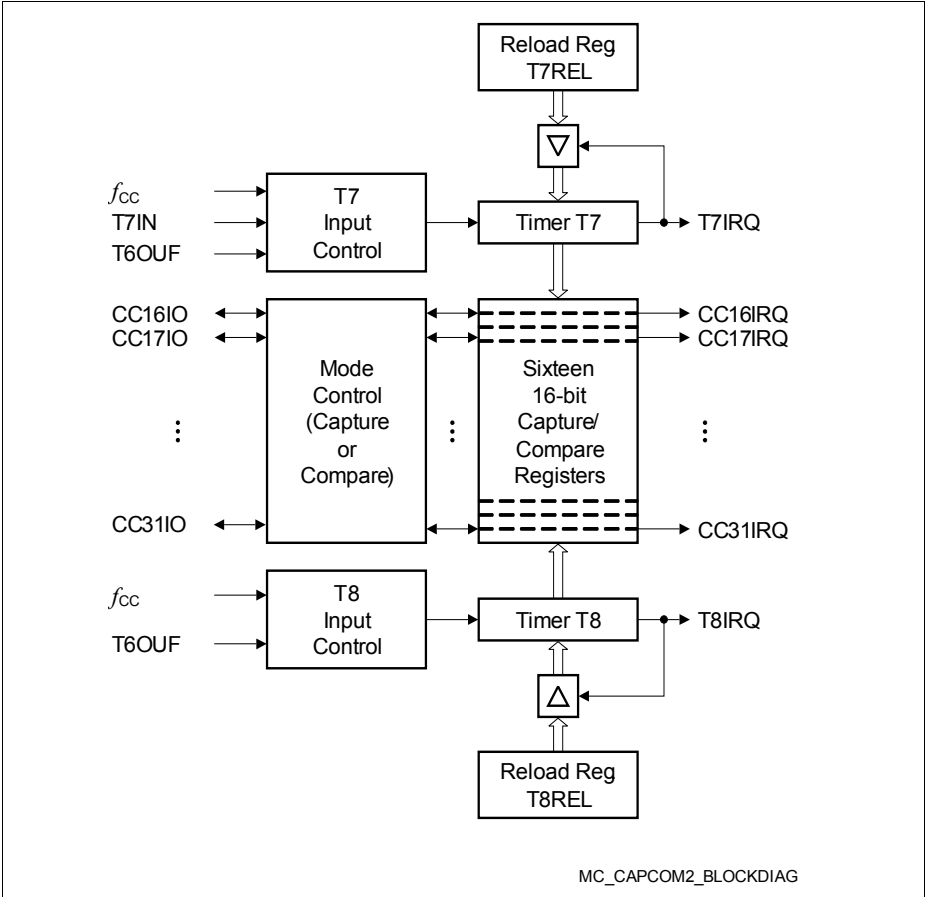 Reload Reg
T7REL
fCC
T7IN
T6OUF
T7
Input
Control
Timer T7
T7IRQ
CC16IO
CC17IO
CC16IRQ
CC17IRQ
Mode
Control
(Capture
or
Compare)
Sixteen
16-bit
Capture/
Compare
Registers
CC31IO
CC31IRQ
fCC
T6OUF
T8
Input
Control
Timer T8
T8IRQ
Reload Reg
T8REL
MC_CAPCOM2_BLOCKDIAG